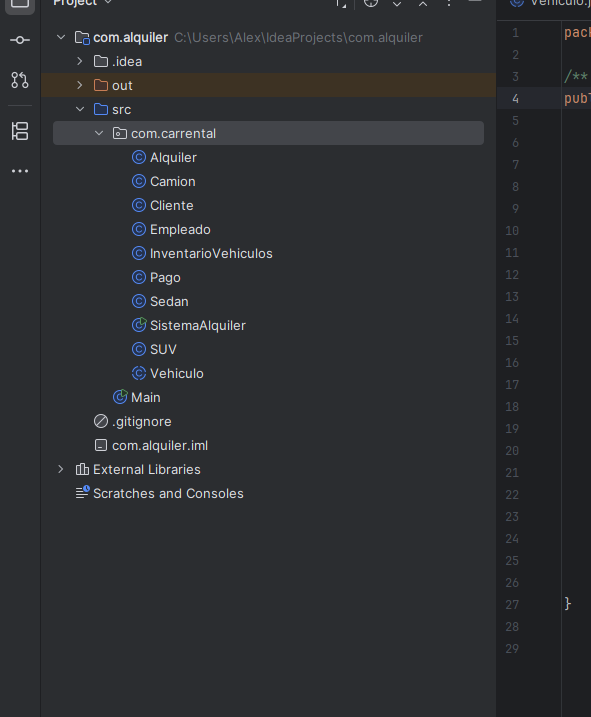 Project
Vehiculo.j
com.alquiler C:\Users\Alex\IdeaProjects\com.alquiler
.idea
out
src
com.carrental
Alquiler
Camion
Cliente
Empleado
InventarioVehiculos
Pago
Sedan
SistemaAlquiler
SUV
Vehiculo
Main
.gitignore
com.alquiler.iml
External Libraries
Scratches and Consoles
1 pack
2
3 /**
4 publ
5
6
7
8
9
10
11
12
13
14
15
16
17
18
19
20
21
22
23
24
25
26
27 }
28
29